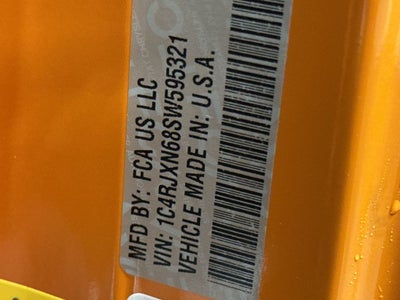 MFD BY: FCA US LLC
VIN: 1C4RJXN68SW595321
VEHICLE MADE IN: U.S.A.